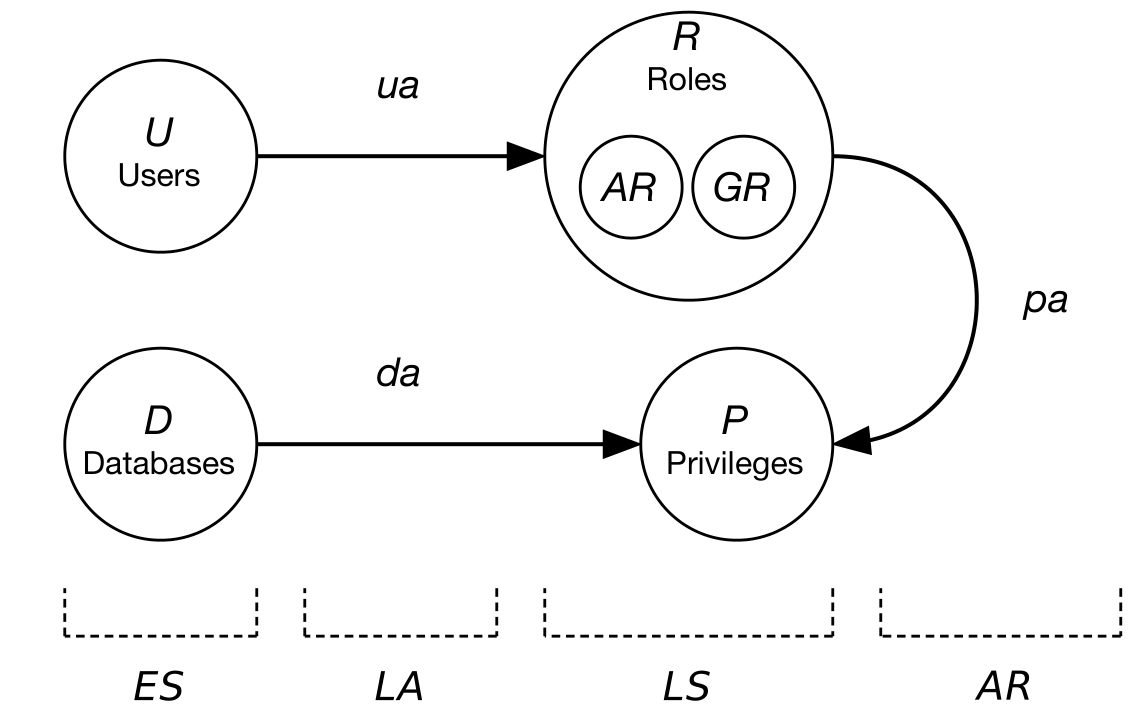 R
Roles
ua
U
Users
AR GR
pa
da
D
Databases
P
Privileges
ES LA LS AR